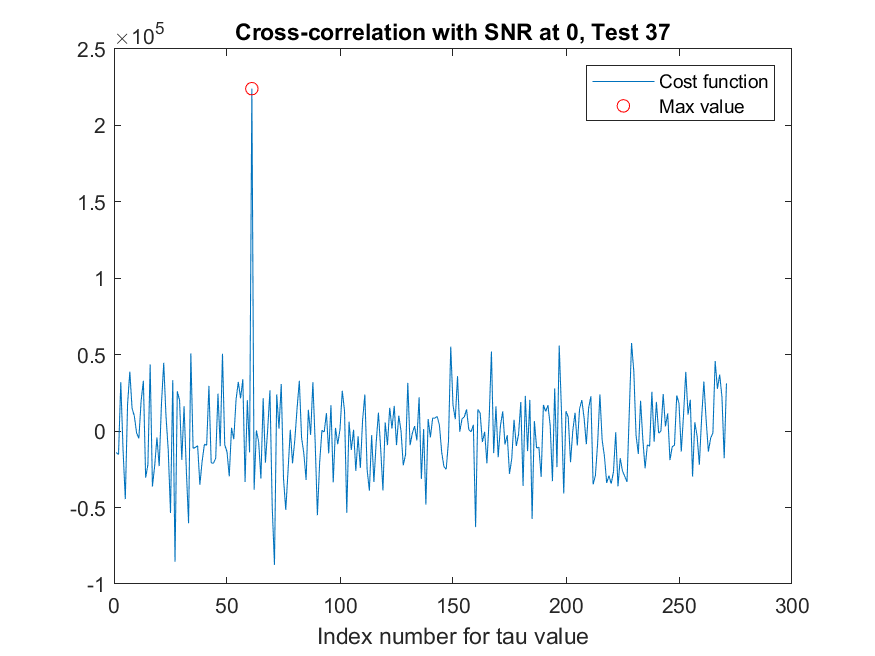 Cross-correlation with SNR at 0, Test 37
×10^5
2.5
2
1.5
1
0.5
0
-0.5
-1
0 50 100 150 200 250 300
Index number for tau value
Cost function
Max value